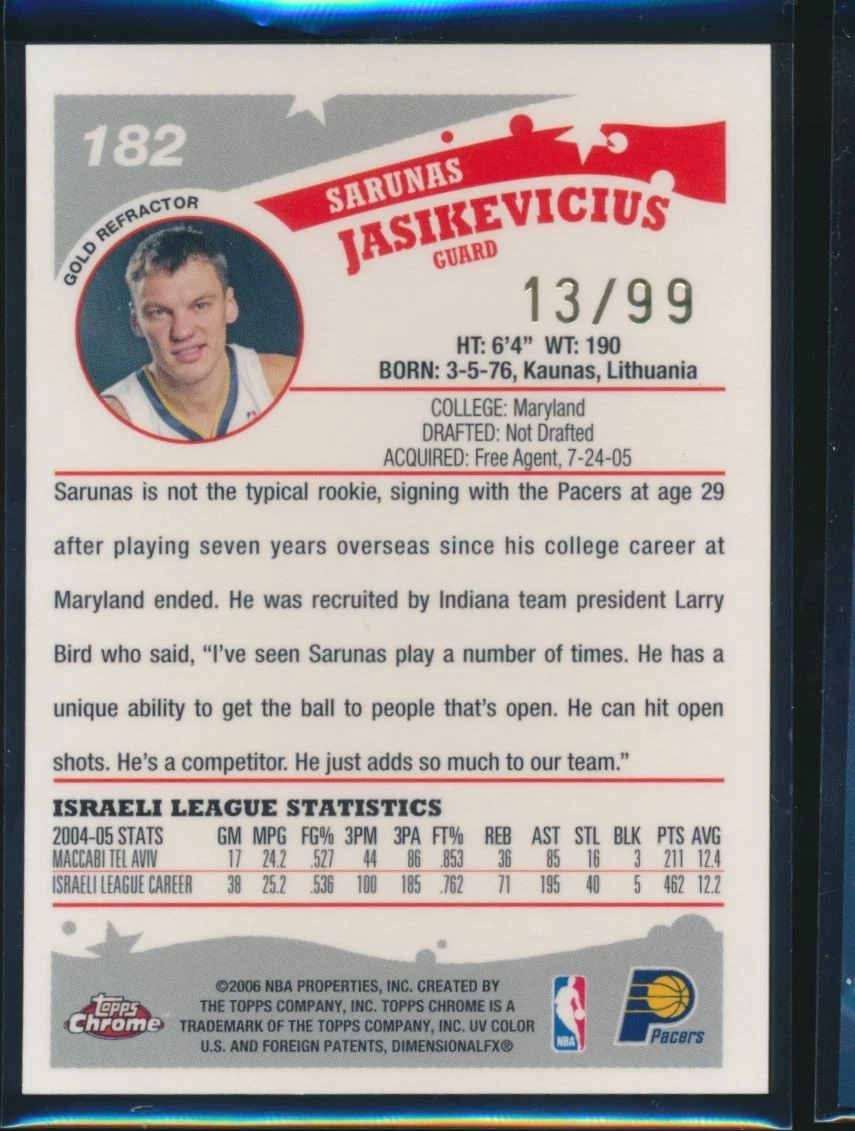 182
GOLD REFRACTOR
SARUNAS
JASIKEVICIUS
GUARD
13/99
HT: 6'4" WT: 190
BORN: 3-5-76, Kaunas, Lithuania
COLLEGE: Maryland
DRAFTED: Not Drafted
ACQUIRED: Free Agent, 7-24-05
Sarunas is not the typical rookie, signing with the Pacers at age 29
after playing seven years overseas since his college career at
Maryland ended. He was recruited by Indiana team president Larry
Bird who said, “I’ve seen Sarunas play a number of times. He has a
unique ability to get the ball to people that’s open. He can hit open
shots. He’s a competitor. He just adds so much to our team.”
ISRAELI LEAGUE STATISTICS
2004-05 STATS GM MPG FG% 3PM 3PA FT% REB AST STL BLK PTS AVG
MACCABI TEL AVIV 17 24.2 .527 44 86 .853 36 85 16 3 211 12.4
ISRAELI LEAGUE CAREER 38 25.2 .536 100 185 .762 71 195 40 5 462 12.2
©2006 NBA PROPERTIES, INC. CREATED BY
THE TOPPS COMPANY, INC. TOPPS CHROME IS A
TRADEMARK OF THE TOPPS COMPANY, INC. UV COLOR
U.S. AND FOREIGN PATENTS, DIMENSIONALFX®
Topps
Chrome
NBA
Pacers